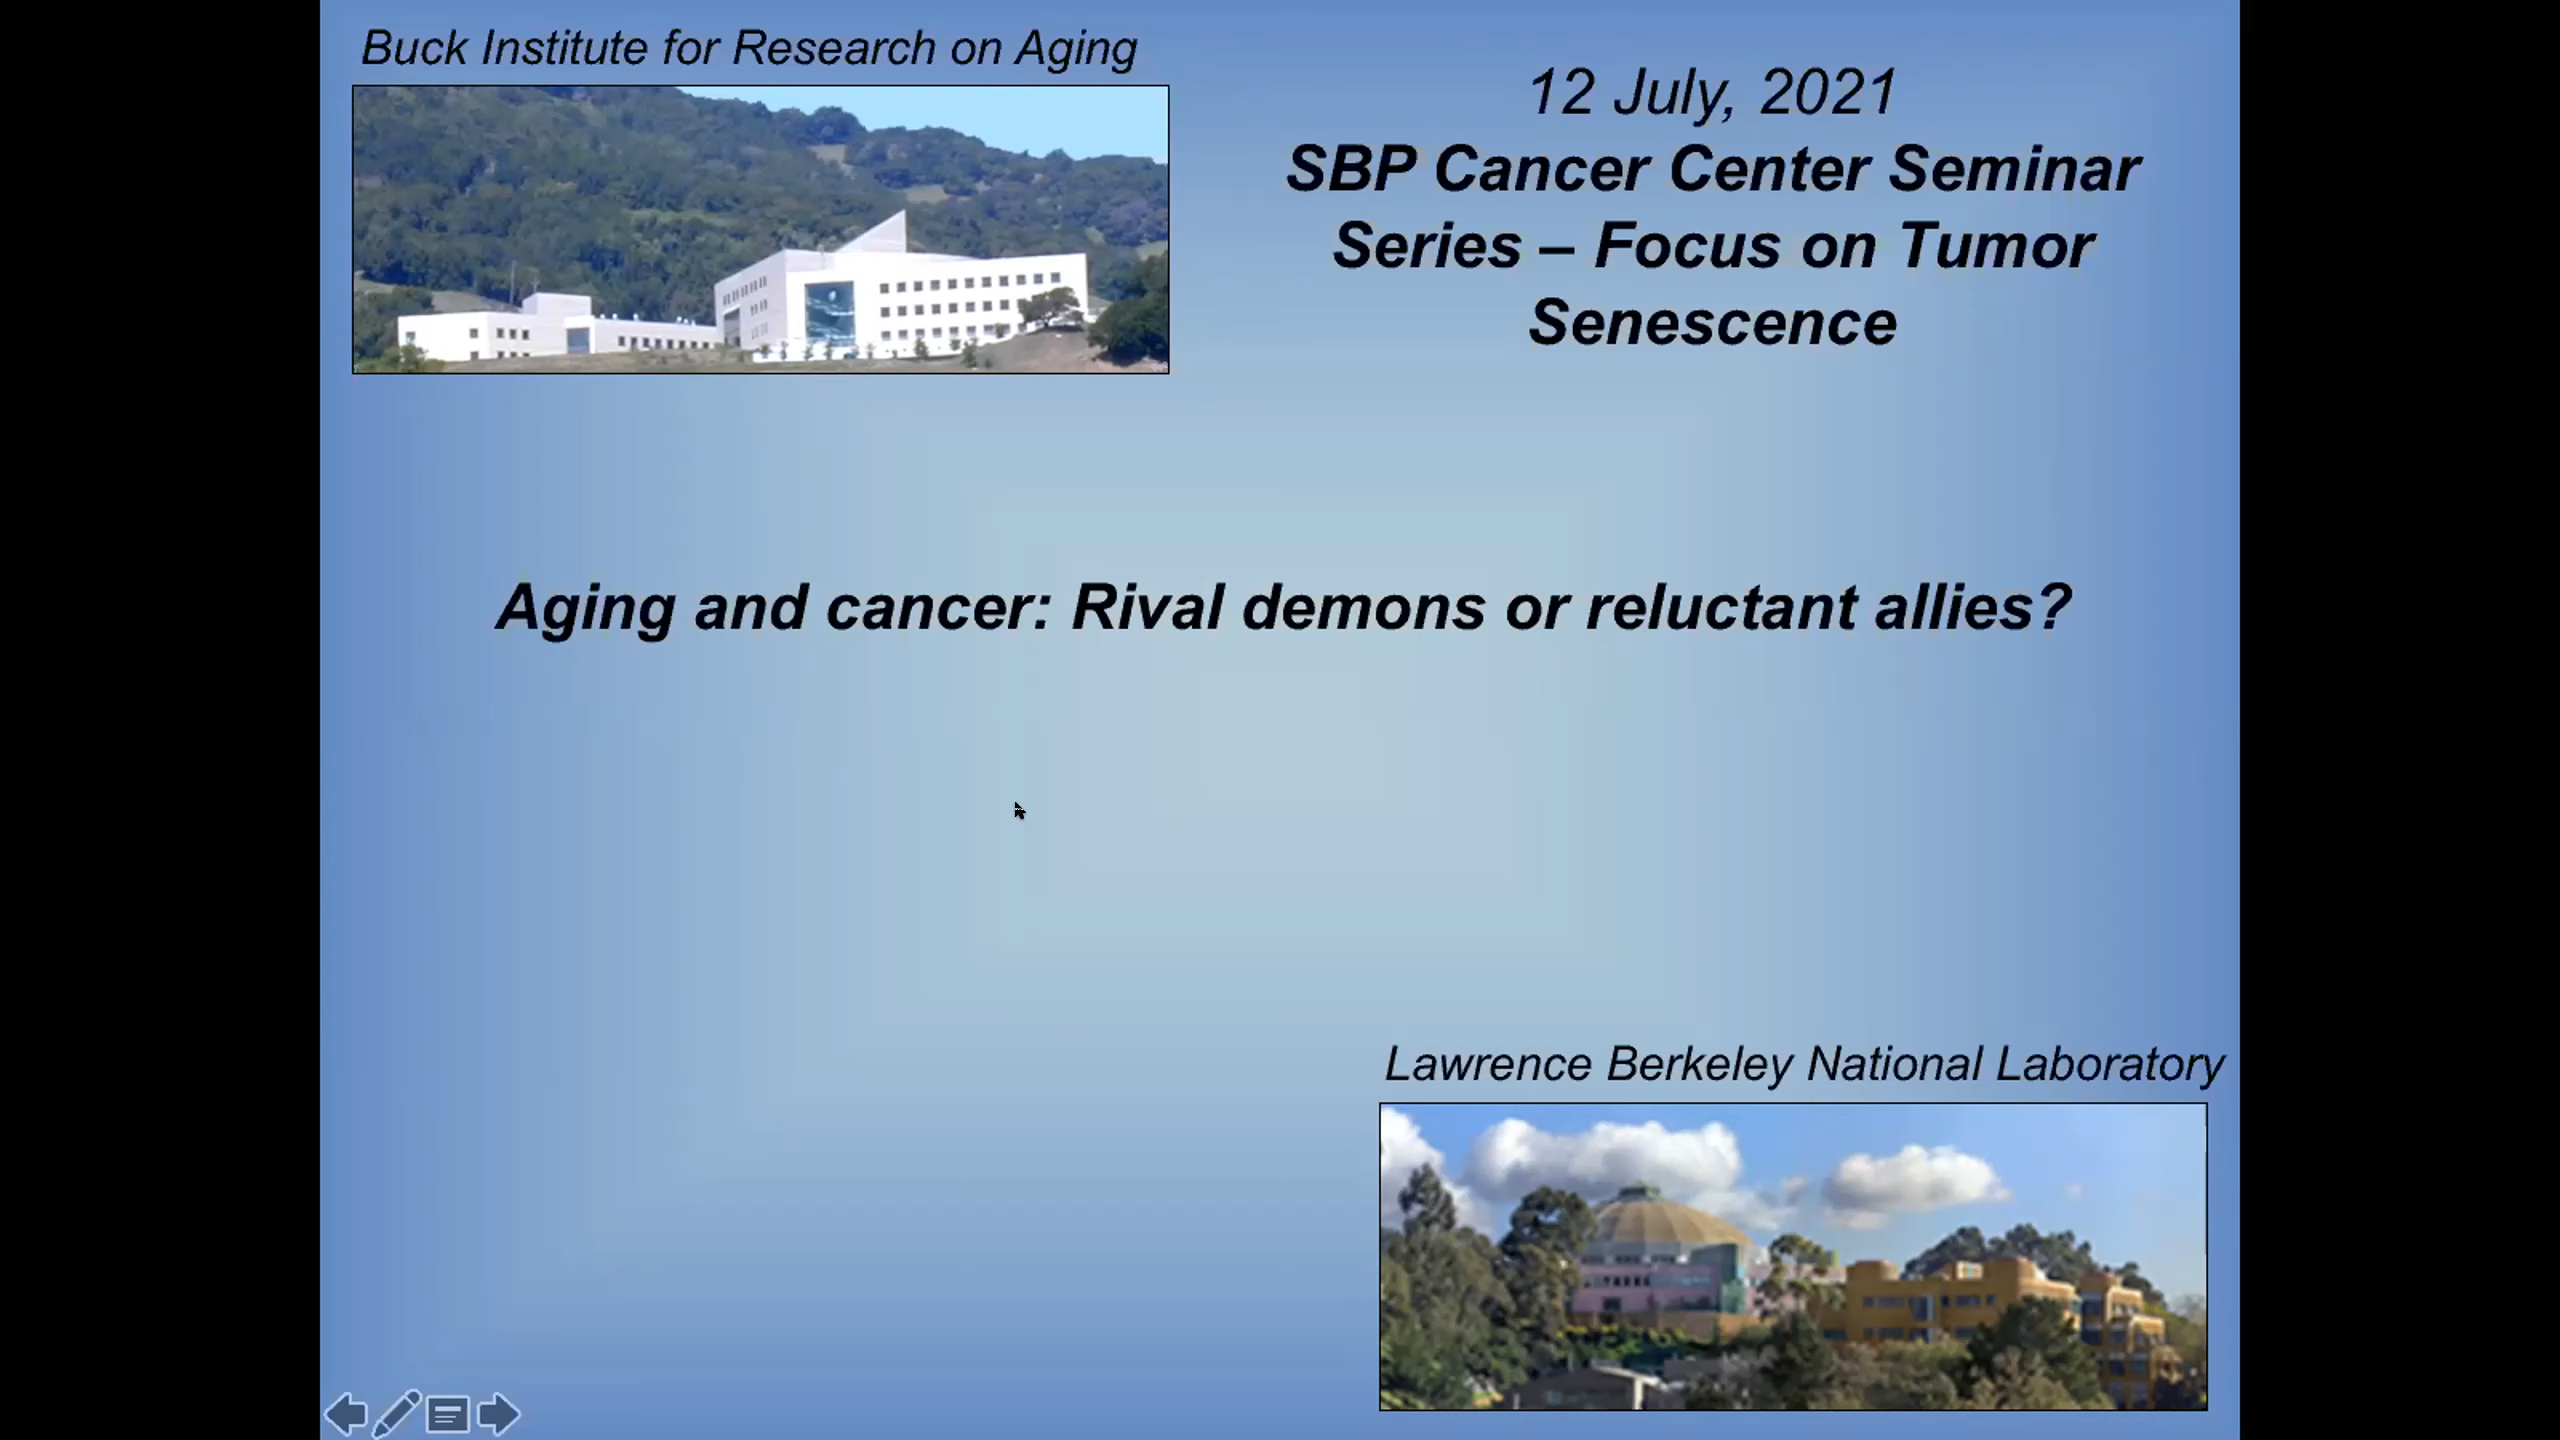 Buck Institute for Research on Aging
12 July, 2021
SBP Cancer Center Seminar
Series – Focus on Tumor
Senescence
Aging and cancer: Rival demons or reluctant allies?
Lawrence Berkeley National Laboratory